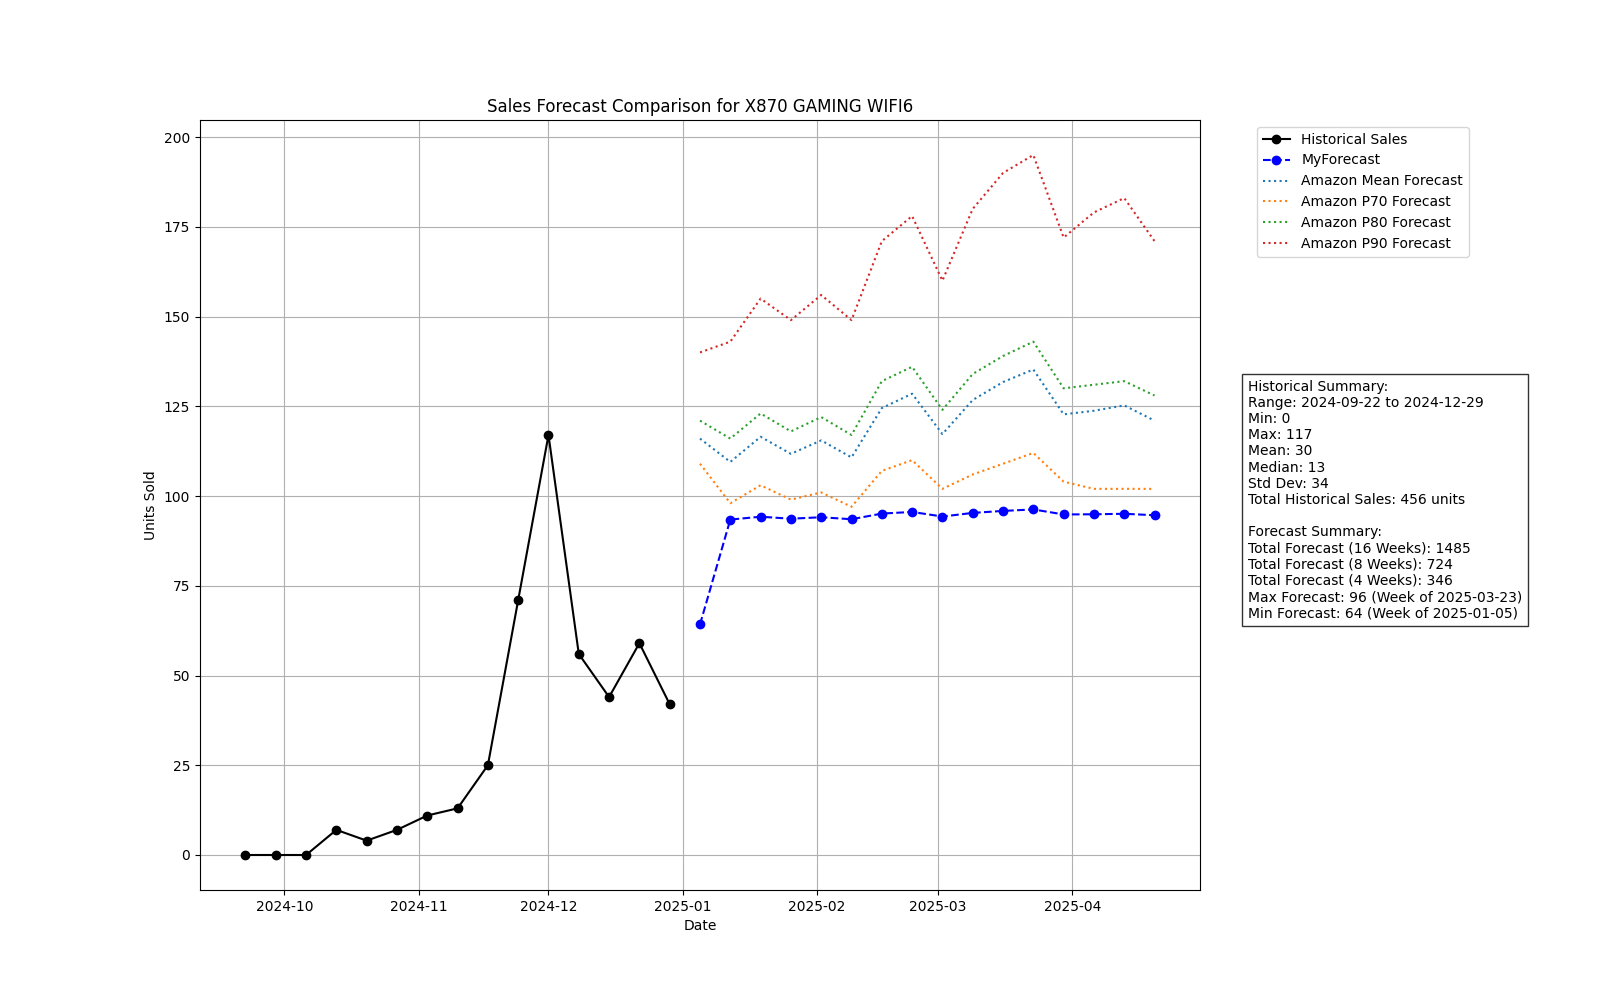 Sales Forecast Comparison for X870 GAMING WIFI6
200
175
150
125
100
75
50
25
0
Units Sold
2024-10
2024-11
2024-12
2025-01
2025-02
2025-03
2025-04
Date
Historical Sales
MyForecast
Amazon Mean Forecast
Amazon P70 Forecast
Amazon P80 Forecast
Amazon P90 Forecast
Historical Summary:
Range: 2024-09-22 to 2024-12-29
Min: 0
Max: 117
Mean: 30
Median: 13
Std Dev: 34
Total Historical Sales: 456 units
Forecast Summary:
Total Forecast (16 Weeks): 1485
Total Forecast (8 Weeks): 724
Total Forecast (4 Weeks): 346
Max Forecast: 96 (Week of 2025-03-23)
Min Forecast: 64 (Week of 2025-01-05)